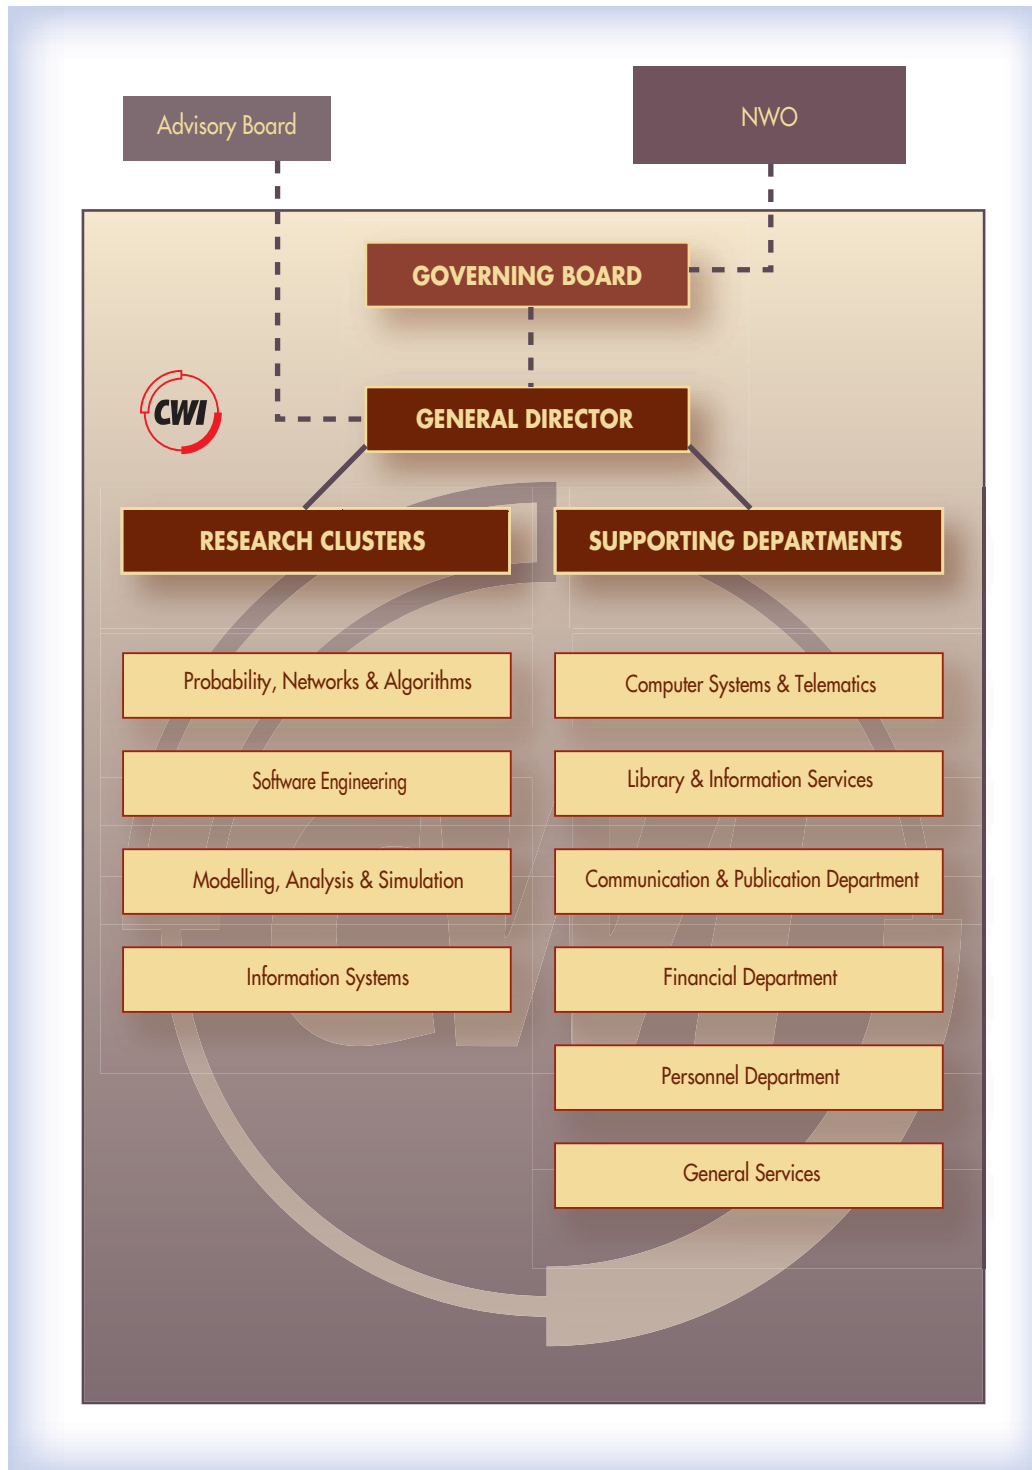 Advisory Board
NWO
GOVERNING BOARD
CWI
GENERAL DIRECTOR
RESEARCH CLUSTERS
SUPPORTING DEPARTMENTS
Probability, Networks & Algorithms
Software Engineering
Modelling, Analysis & Simulation
Information Systems
Computer Systems & Telematics
Library & Information Services
Communication & Publication Department
Financial Department
Personnel Department
General Services